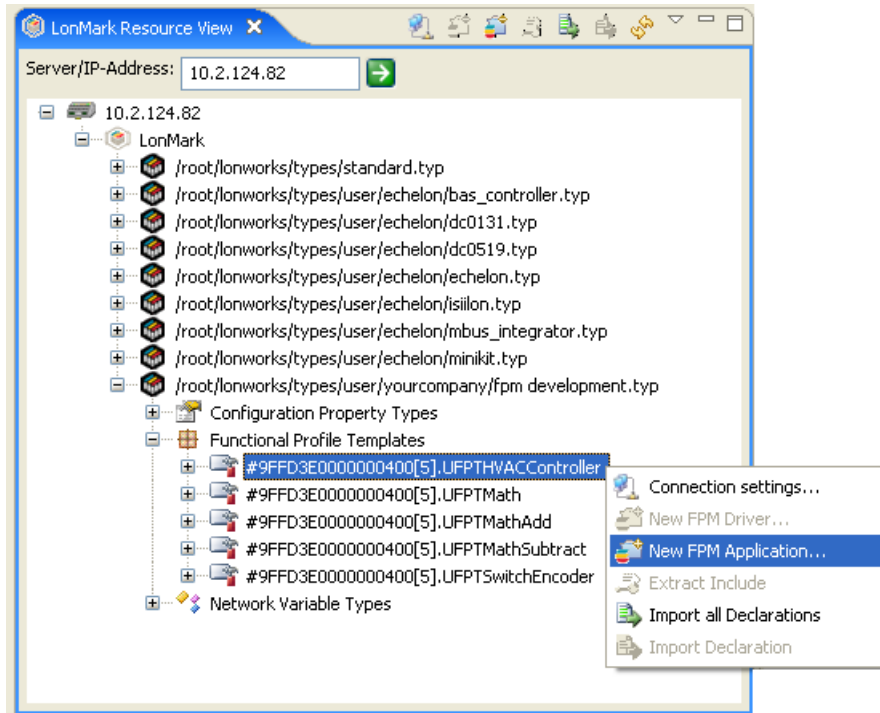 LonMark Resource View
Server/IP-Address: 10.2.124.82
10.2.124.82
LonMark
/root/lonworks/types/standard.typ
/root/lonworks/types/user/echelon/bas_controller.typ
/root/lonworks/types/user/echelon/dc0131.typ
/root/lonworks/types/user/echelon/dc0519.typ
/root/lonworks/types/user/echelon/echelon.typ
/root/lonworks/types/user/echelon/isiilon.typ
/root/lonworks/types/user/echelon/mbus_integrator.typ
/root/lonworks/types/user/echelon/minikit.typ
/root/lonworks/types/user/yourcompany/fpm development.typ
Configuration Property Types
Functional Profile Templates
#9FFD3E0000000400[5].UFPTHVACController
#9FFD3E0000000400[5].UFPTMath
#9FFD3E0000000400[5].UFPTMathAdd
#9FFD3E0000000400[5].UFPTMathSubtract
#9FFD3E0000000400[5].UFPTSwitchEncoder
Network Variable Types
Connection settings...
New FPM Driver...
New FPM Application...
Extract Include
Import all Declarations
Import Declaration